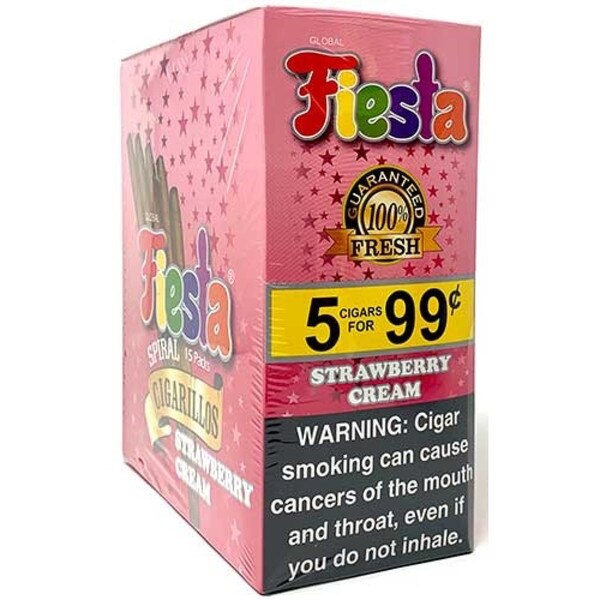 GLOBAL
Fiesta®
GUARANTEED
100%
FRESH
5 CIGARS FOR 99¢
STRAWBERRY
CREAM
WARNING: Cigar
smoking can cause
cancers of the mouth
and throat, even if
you do not inhale.
GLOBAL
Fiesta®
SPIRAL 15 Packs
CIGARILLOS
STRAWBERRY
CREAM